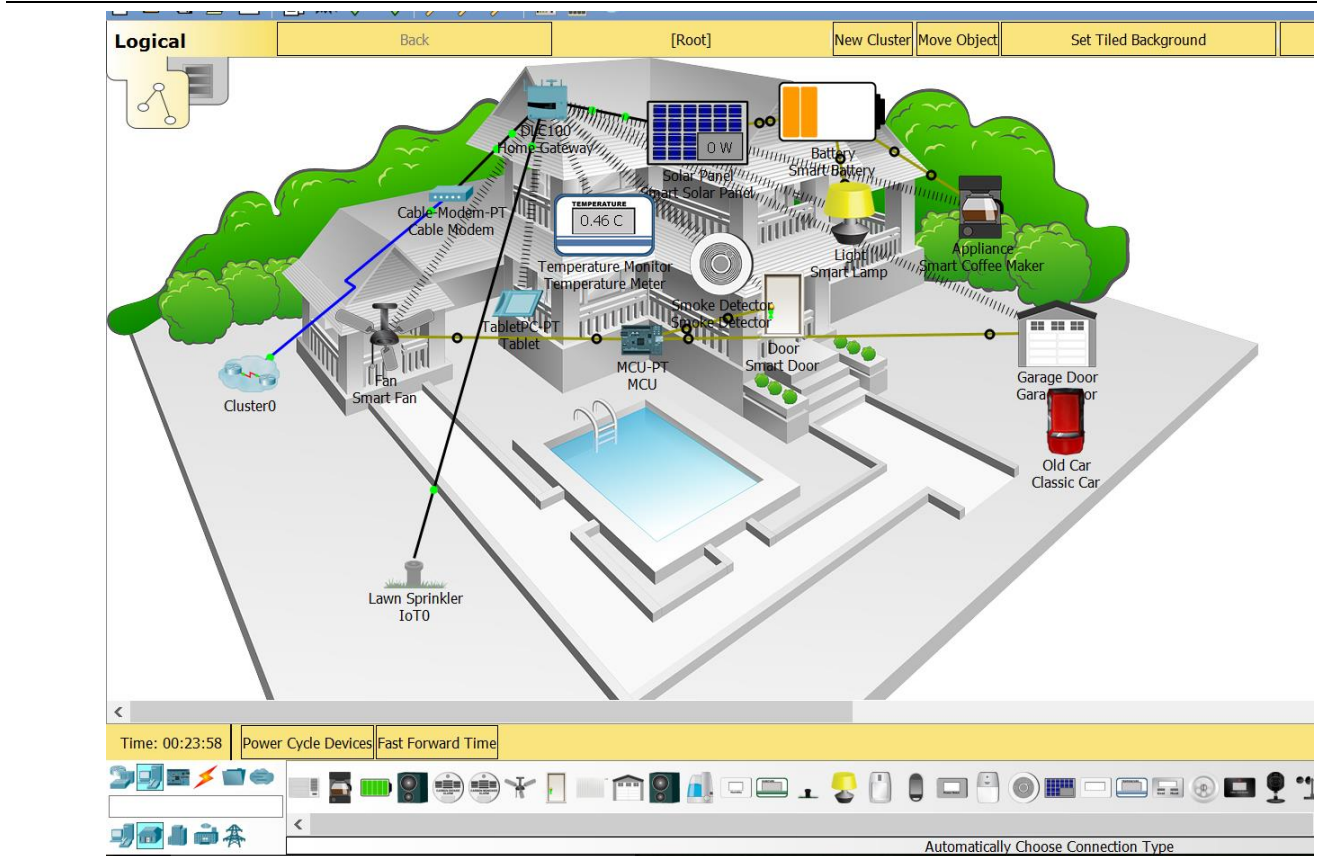 Logical
Back
[Root]
New Cluster
Move Object
Set Tiled Background
DLC100
Home Gateway
0 W
Solar Panel
Smart Solar Panel
Battery
Smart Battery
Cable-Modem-PT
Cable Modem
TEMPERATURE
0.46 C
Temperature Monitor
Temperature Meter
Light
Smart Lamp
Appliance
Smart Coffee Maker
Smoke Detector
Smoke Detector
TabletPC-PT
Tablet
MCU-PT
MCU
Door
Smart Door
Fan
Smart Fan
Cluster0
Garage Door
Old Car
Classic Car
Lawn Sprinkler
IoT0
Time: 00:23:58
Power Cycle Devices
Fast Forward Time
Automatically Choose Connection Type